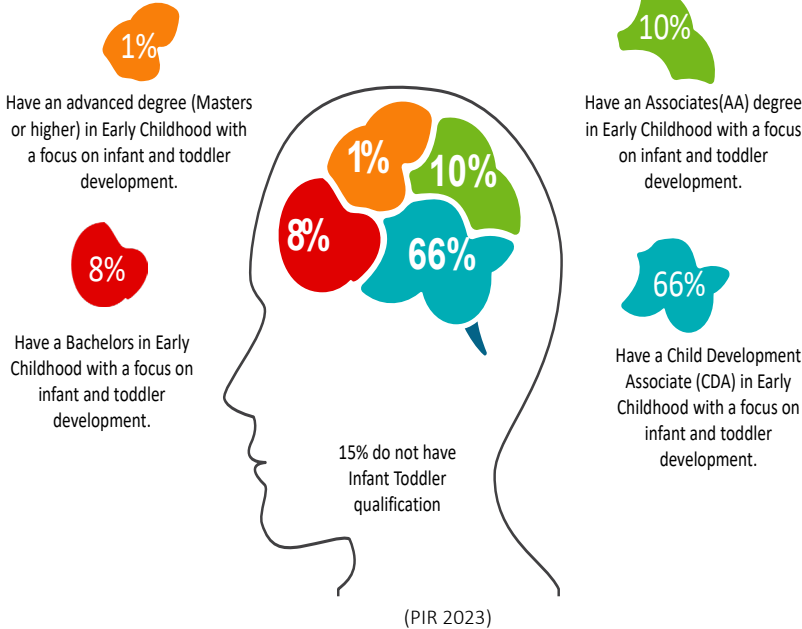 1%
Have an advanced degree (Masters
or higher) in Early Childhood with
a focus on infant and toddler
development.
8%
Have a Bachelors in Early
Childhood with a focus on
infant and toddler
development.
1%
10%
8%
66%
15% do not have
Infant Toddler
qualification
10%
Have an Associates(AA) degree
in Early Childhood with a focus
on infant and toddler
development.
66%
Have a Child Development
Associate (CDA) in Early
Childhood with a focus on
infant and toddler
development.
(PIR 2023)